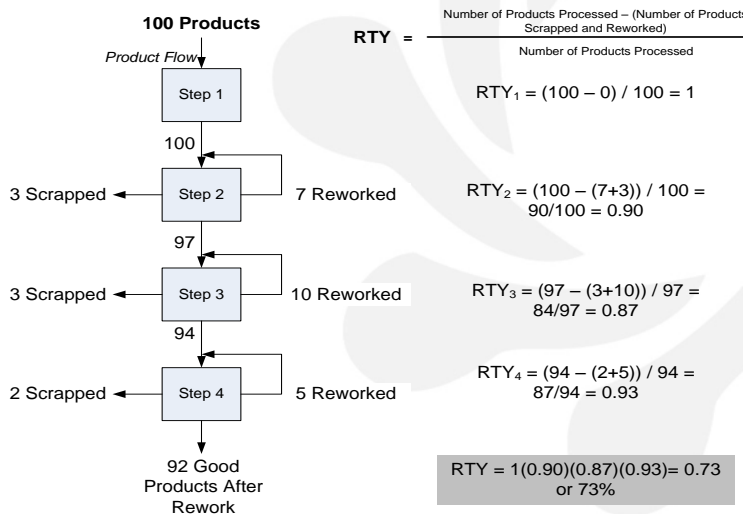 100 Products
Product Flow
Step 1
100
3 Scrapped
Step 2
7 Reworked
97
3 Scrapped
Step 3
10 Reworked
94
2 Scrapped
Step 4
5 Reworked
92 Good
Products After
Rework
RTY =
Number of Products Processed – (Number of Products
Scrapped and Reworked)
Number of Products Processed
RTY₁ = (100 – 0) / 100 = 1
RTY₂ = (100 – (7+3)) / 100 =
90/100 = 0.90
RTY₃ = (97 – (3+10)) / 97 =
84/97 = 0.87
RTY₄ = (94 – (2+5)) / 94 =
87/94 = 0.93
RTY = 1(0.90)(0.87)(0.93)= 0.73
or 73%